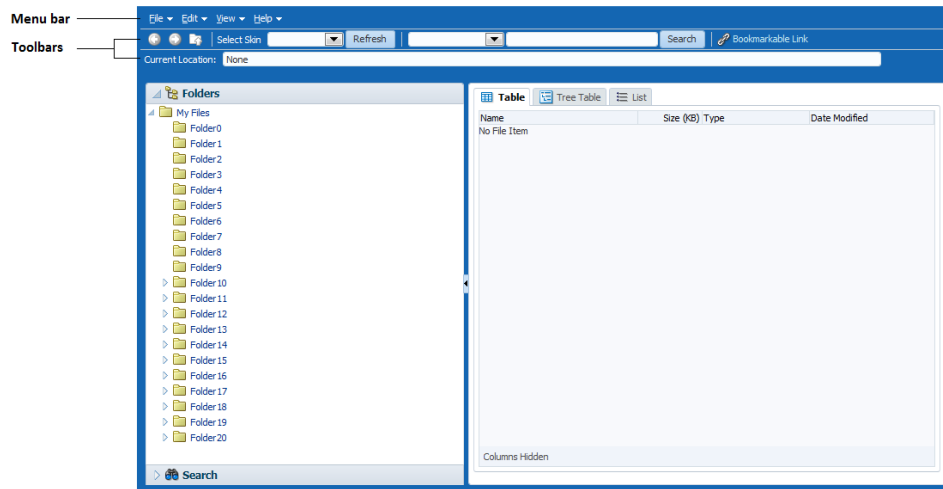 Menu bar
File Edit View Help
Toolbars
Select Skin Refresh Search Bookmarkable Link
Current Location: None
Folders
My Files
Folder0
Folder1
Folder2
Folder3
Folder4
Folder5
Folder6
Folder7
Folder8
Folder9
Folder10
Folder11
Folder12
Folder13
Folder14
Folder15
Folder16
Folder17
Folder18
Folder19
Folder20
Search
Table Tree Table List
Name Size (KB) Type Date Modified
No File Item
Columns Hidden